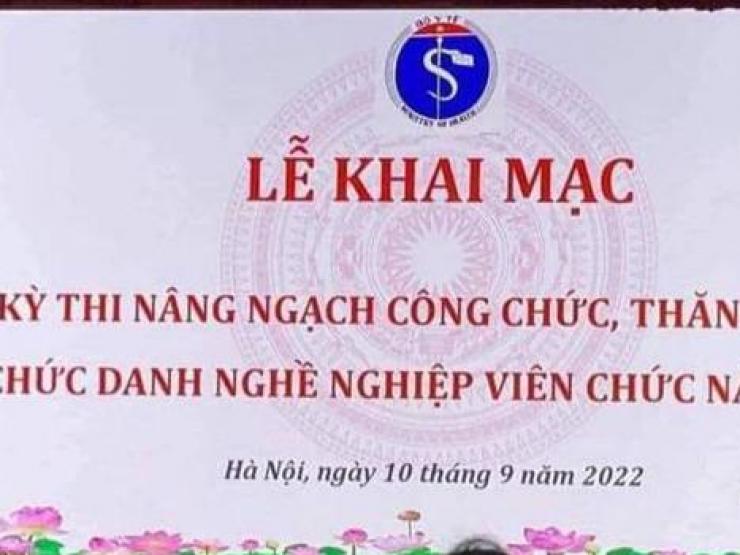 BỘ Y TẾ
MINISTRY OF HEALTH
LỄ KHAI MẠC
KỲ THI NÂNG NGẠCH CÔNG CHỨC, THĂN
CHỨC DANH NGHỀ NGHIỆP VIÊN CHỨC NĂ
Hà Nội, ngày 10 tháng 9 năm 2022